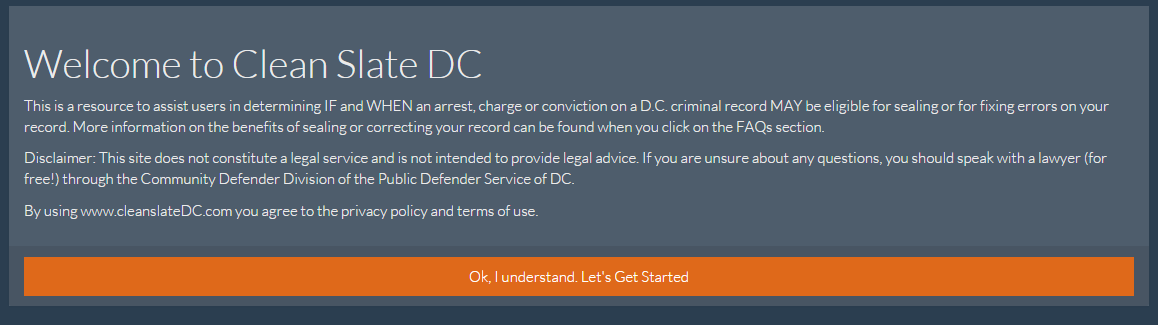 Welcome to Clean Slate DC
This is a resource to assist users in determining IF and WHEN an arrest, charge or conviction on a D.C. criminal record MAY be eligible for sealing or for fixing errors on your
record. More information on the benefits of sealing or correcting your record can be found when you click on the FAQs section.
Disclaimer: This site does not constitute a legal service and is not intended to provide legal advice. If you are unsure about any questions, you should speak with a lawyer (for
free!) through the Community Defender Division of the Public Defender Service of DC.
By using www.cleanslateDC.com you agree to the privacy policy and terms of use.
Ok, I understand. Let's Get Started